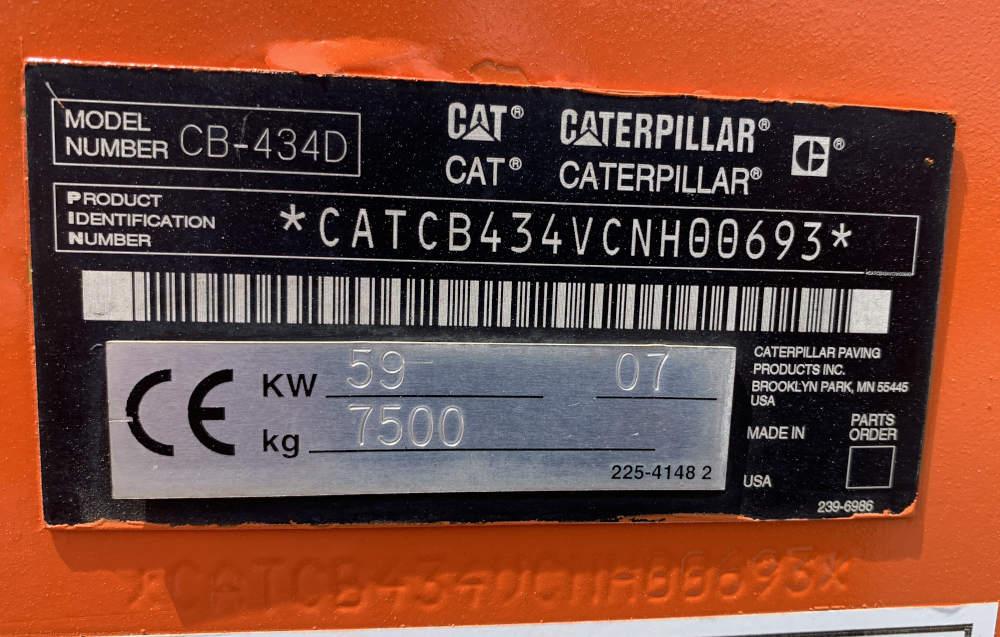 MODEL
NUMBER CB-434D
CAT® CATERPILLAR® ®
CAT® CATERPILLAR®
PRODUCT
IDENTIFICATION
NUMBER
*CATCB434VCNH00693*
CE
KW 59 07
kg 7500
225-4148 2
CATERPILLAR PAVING
PRODUCTS INC.
BROOKLYN PARK, MN 55445
USA
MADE IN
USA
PARTS
ORDER
239-6986
*CATCB434VCNH00693*